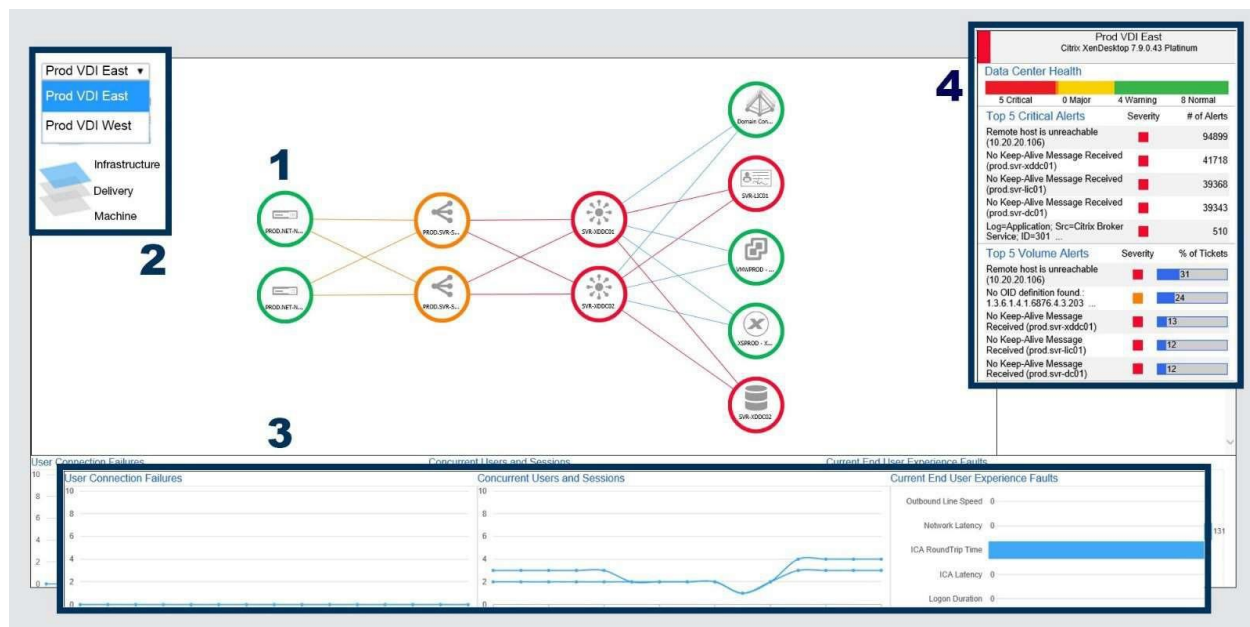 Prod VDI East
Prod VDI East
Prod VDI West
Infrastructure
Delivery
Machine
2
1
PROD.NET-N...
PROD.NET-N...
PROD.SVR-S...
PROD.SVR-S...
SVR-XDDC01
SVR-XDDC02
Domain Con...
SVR-LIC01
VMWPROD - ...
XSPROD - X...
SVR-XDDC02
4
Prod VDI East
Citrix XenDesktop 7.9.0.43 Platinum
Data Center Health
5 Critical 0 Major 4 Warning 8 Normal
Top 5 Critical Alerts Severity # of Alerts
Remote host is unreachable
(10.20.20.106) 94899
No Keep-Alive Message Received
(prod.svr-xddc01) 41718
No Keep-Alive Message Received
(prod.svr-lic01) 39368
No Keep-Alive Message Received
(prod.svr-dc01) 39343
Log=Application; Src=Citrix Broker
Service; ID=301 ... 510
Top 5 Volume Alerts Severity % of Tickets
Remote host is unreachable
(10.20.20.106) 31
No OID definition found.:
1.3.6.1.4.1.6876.4.3.203 ... 24
No Keep-Alive Message
Received (prod.svr-xddc01) 13
No Keep-Alive Message
Received (prod.svr-lic01) 12
No Keep-Alive Message
Received (prod.svr-dc01) 12
3
User Connection Failures Concurrent Users and Sessions Current End User Experience Faults
10
8
6
4
2
0
131
User Connection Failures
10
8
6
4
2
0
Concurrent Users and Sessions
10
8
6
4
2
0
Current End User Experience Faults
Outbound Line Speed 0
Network Latency 0
ICA RoundTrip Time
ICA Latency 0
Logon Duration 0